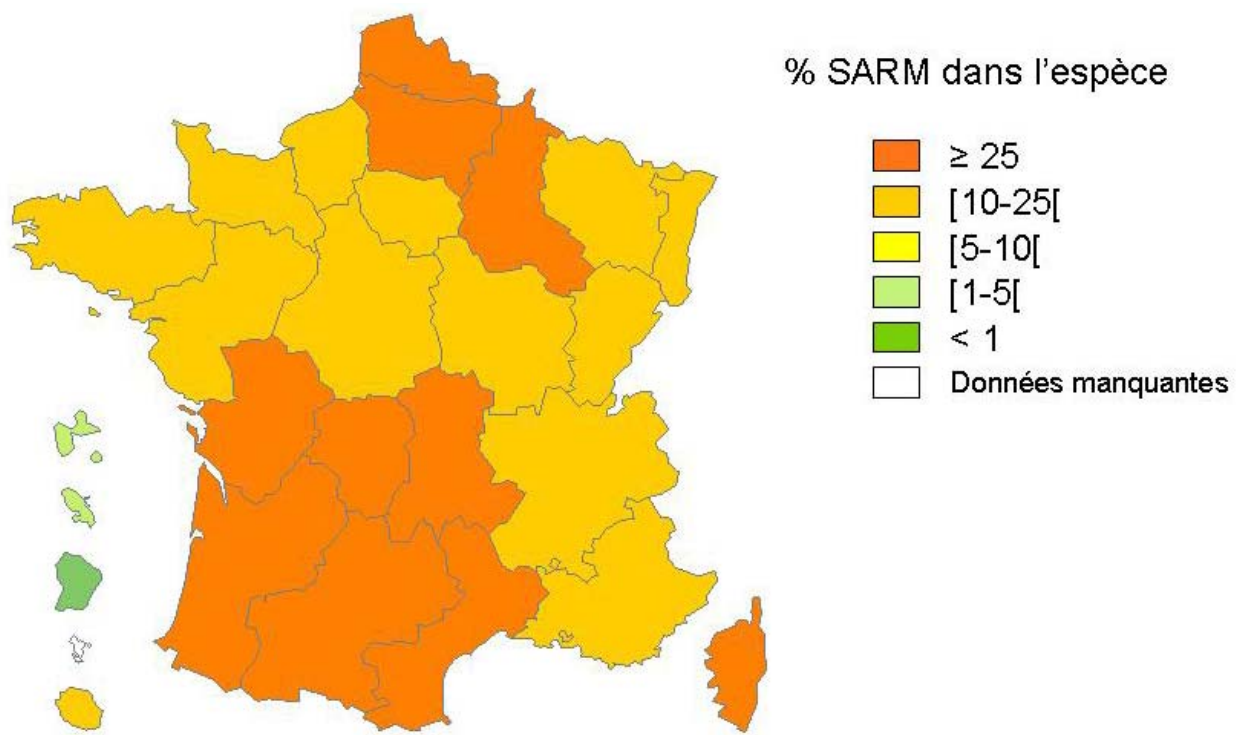 % SARM dans l'espèce
≥ 25
[10-25[
[5-10[
[1-5[
< 1
Données manquantes